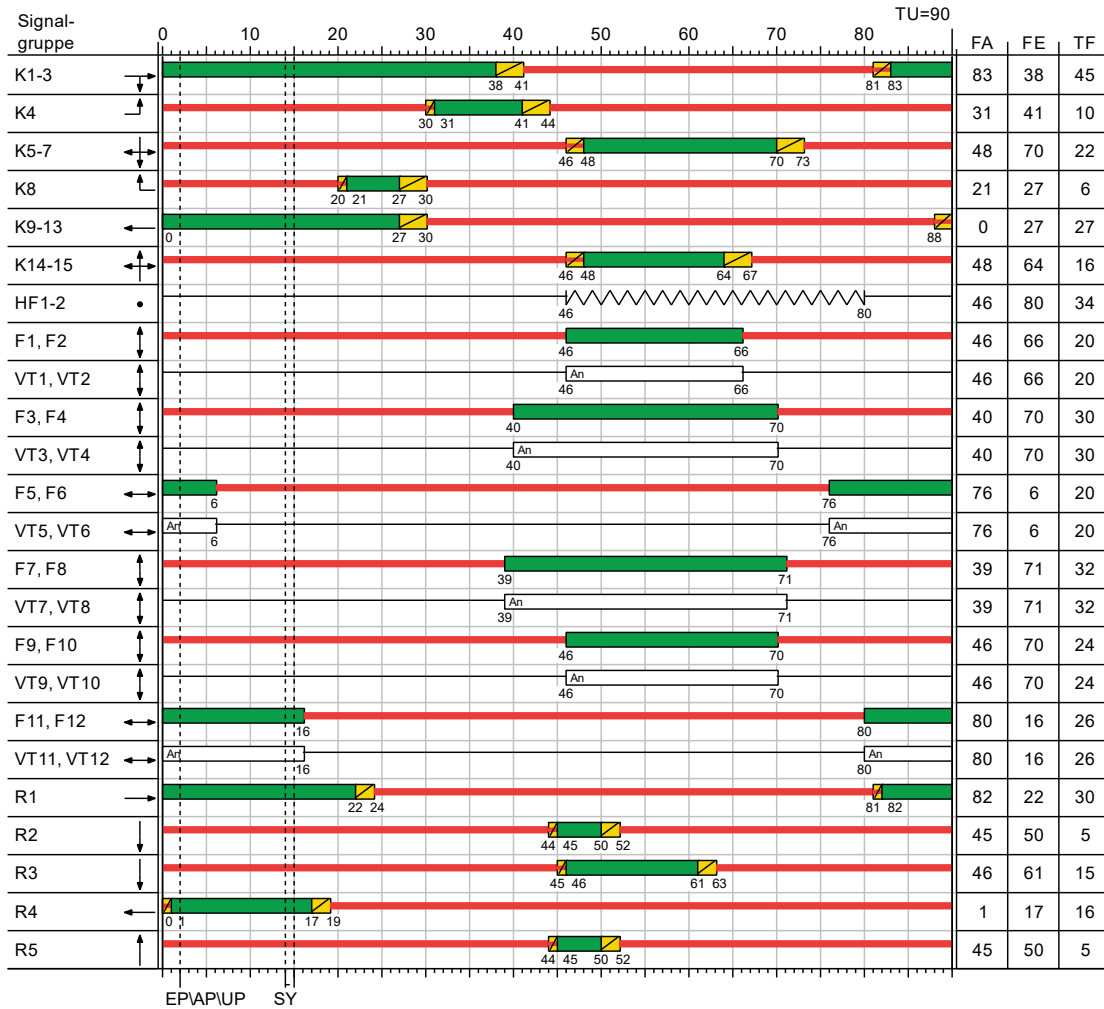 TU=90
Signal-
gruppe
0 10 20 30 40 50 60 70 80 FA FE TF
K1-3 38 41 81 83 83 38 45
K4 30 31 41 44 31 41 10
K5-7 46 48 70 73 48 70 22
K8 20 21 27 30 21 27 6
K9-13 0 27 30 88 0 27 27
K14-15 46 48 64 67 48 64 16
HF1-2 46 80 46 80 34
F1, F2 46 66 46 66 20
VT1, VT2 An 46 66 46 66 20
F3, F4 40 70 40 70 30
VT3, VT4 An 40 70 40 70 30
F5, F6 6 76 76 6 20
VT5, VT6 An 6 An 76 76 6 20
F7, F8 39 71 39 71 32
VT7, VT8 An 39 71 39 71 32
F9, F10 46 70 46 70 24
VT9, VT10 An 46 70 46 70 24
F11, F12 16 80 80 16 26
VT11, VT12 An 16 An 80 80 16 26
R1 22 24 81 82 82 22 30
R2 44 45 50 52 45 50 5
R3 45 46 61 63 46 61 15
R4 0 1 17 19 1 17 16
R5 44 45 50 52 45 50 5
EP\AP\UP SY